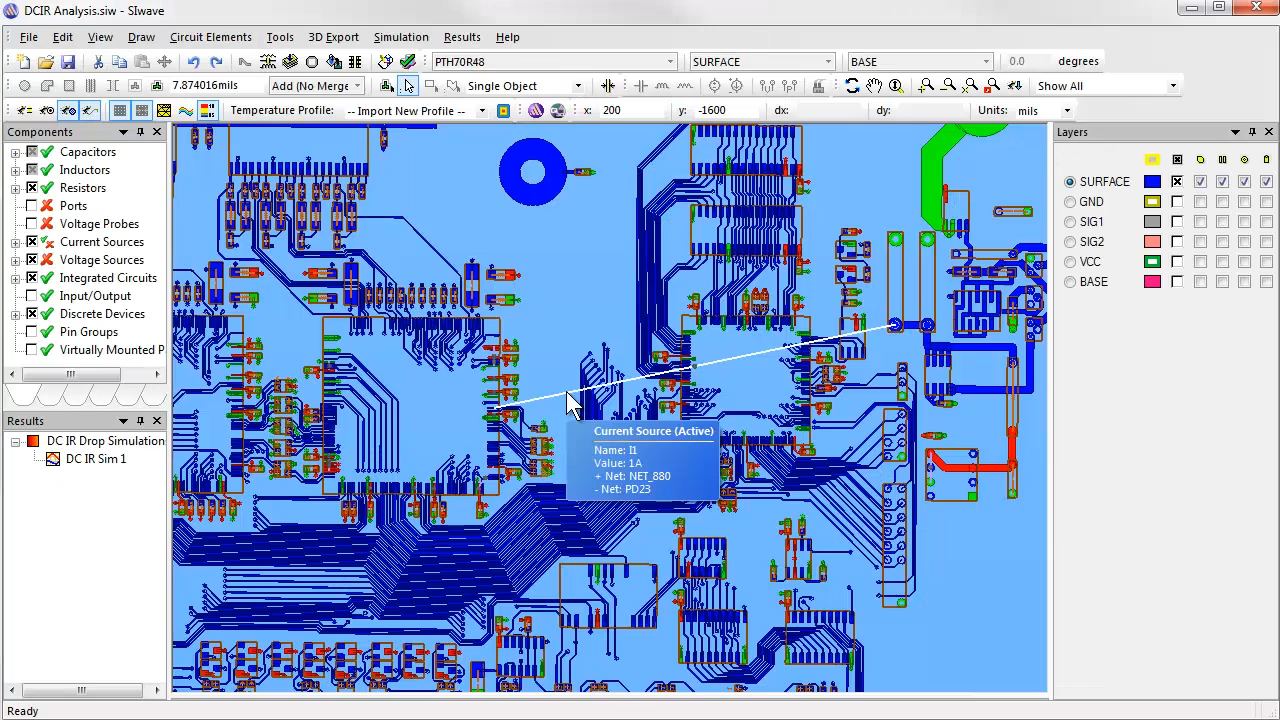 DCIR Analysis.siw - SIwave
File Edit View Draw Circuit Elements Tools 3D Export Simulation Results Help
PTH70R48 SURFACE BASE 0.0 degrees
7.874016mils Add (No Merge Single Object Show All
Temperature Profile: -- Import New Profile -- x: 200 y: -1600 dx: dy: Units: mils
Components
Capacitors
Inductors
Resistors
Ports
Voltage Probes
Current Sources
Voltage Sources
Integrated Circuits
Input/Output
Discrete Devices
Pin Groups
Virtually Mounted P
Results
DC IR Drop Simulation
DC IR Sim 1
Current Source (Active)
Name: I1
Value: 1A
+ Net: NET_880
- Net: PD23
Layers
SURFACE
GND
SIG1
SIG2
VCC
BASE
Ready